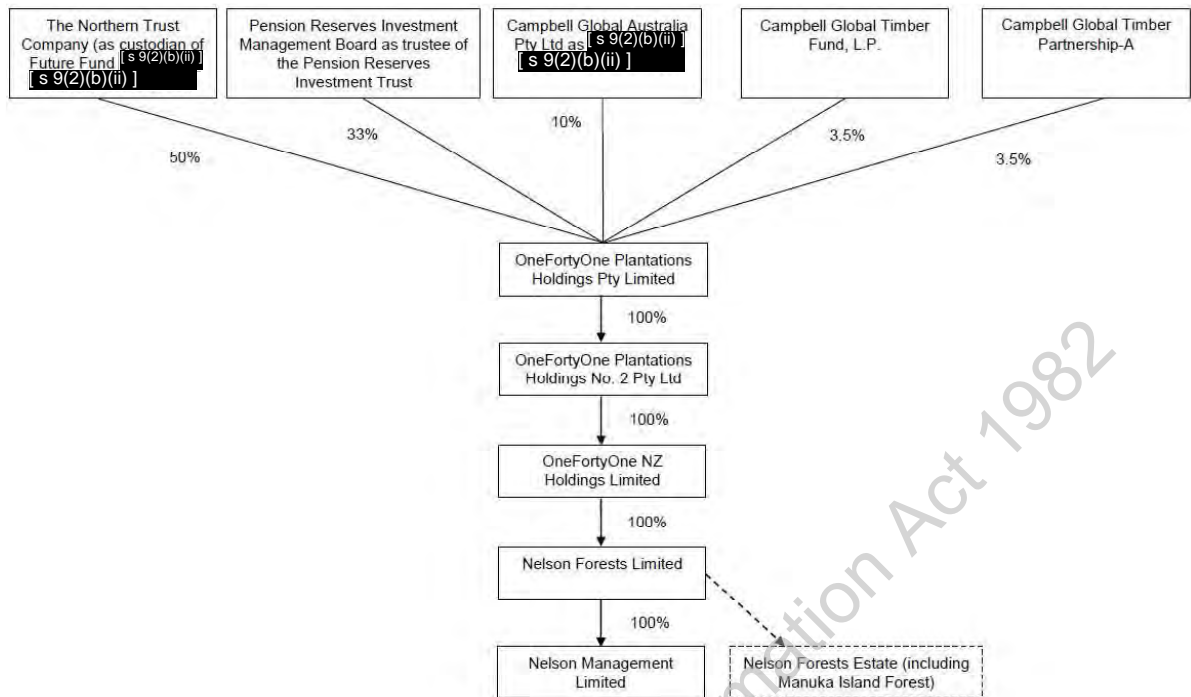 The Northern Trust
Company (as custodian of
Future Fund [ s 9(2)(b)(ii) ]
[ s 9(2)(b)(ii) ]
Pension Reserves Investment
Management Board as trustee of
the Pension Reserves
Investment Trust
Campbell Global Australia
Pty Ltd as [ s 9(2)(b)(ii) ]
[ s 9(2)(b)(ii) ]
Campbell Global Timber
Fund, L.P.
Campbell Global Timber
Partnership-A
50%
33%
10%
3.5%
3.5%
OneFortyOne Plantations
Holdings Pty Limited
100%
OneFortyOne Plantations
Holdings No. 2 Pty Ltd
100%
OneFortyOne NZ
Holdings Limited
100%
Nelson Forests Limited
100%
Nelson Management
Limited
Nelson Forests Estate (including
Manuka Island Forest)
mation Act 1982